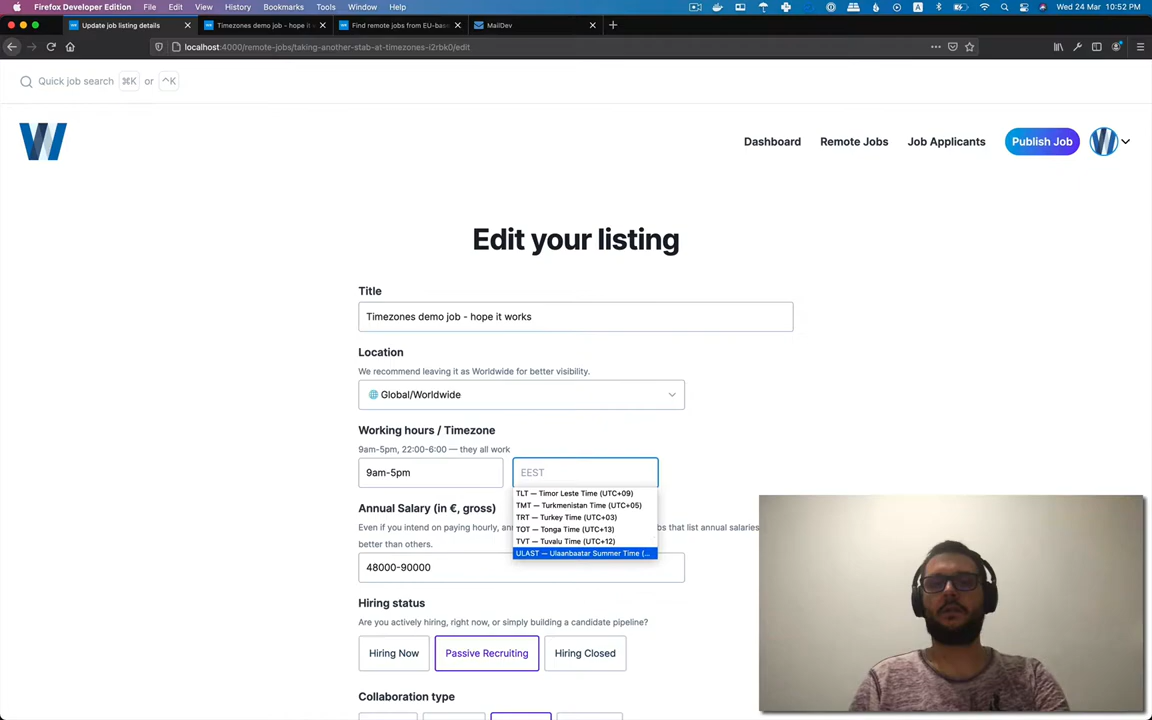 Firefox Developer Edition File Edit View History Bookmarks Tools Window Help A Wed 24 Mar 10:52 PM
Update job listing details Timezones demo job - hope it Find remote jobs from EU-bas MailDev
localhost:4000/remote-jobs/taking-another-stab-at-timezones-i2rbk0/edit
Quick job search ⌘K or ^K
W Dashboard Remote Jobs Job Applicants Publish Job
Edit your listing
Title
Timezones demo job - hope it works
Location
We recommend leaving it as Worldwide for better visibility.
Global/Worldwide
Working hours / Timezone
9am-5pm, 22:00-6:00 — they all work
9am-5pm EEST
TLT — Timor Leste Time (UTC+09)
TMT — Turkmenistan Time (UTC+05)
TRT — Turkey Time (UTC+03)
TOT — Tonga Time (UTC+13)
TVT — Tuvalu Time (UTC+12)
ULAST — Ulaanbaatar Summer Time (...
Annual Salary (in €, gross)
Even if you intend on paying hourly, ann bs that list annual salaries
better than others.
48000-90000
Hiring status
Are you actively hiring, right now, or simply building a candidate pipeline?
Hiring Now Passive Recruiting Hiring Closed
Collaboration type